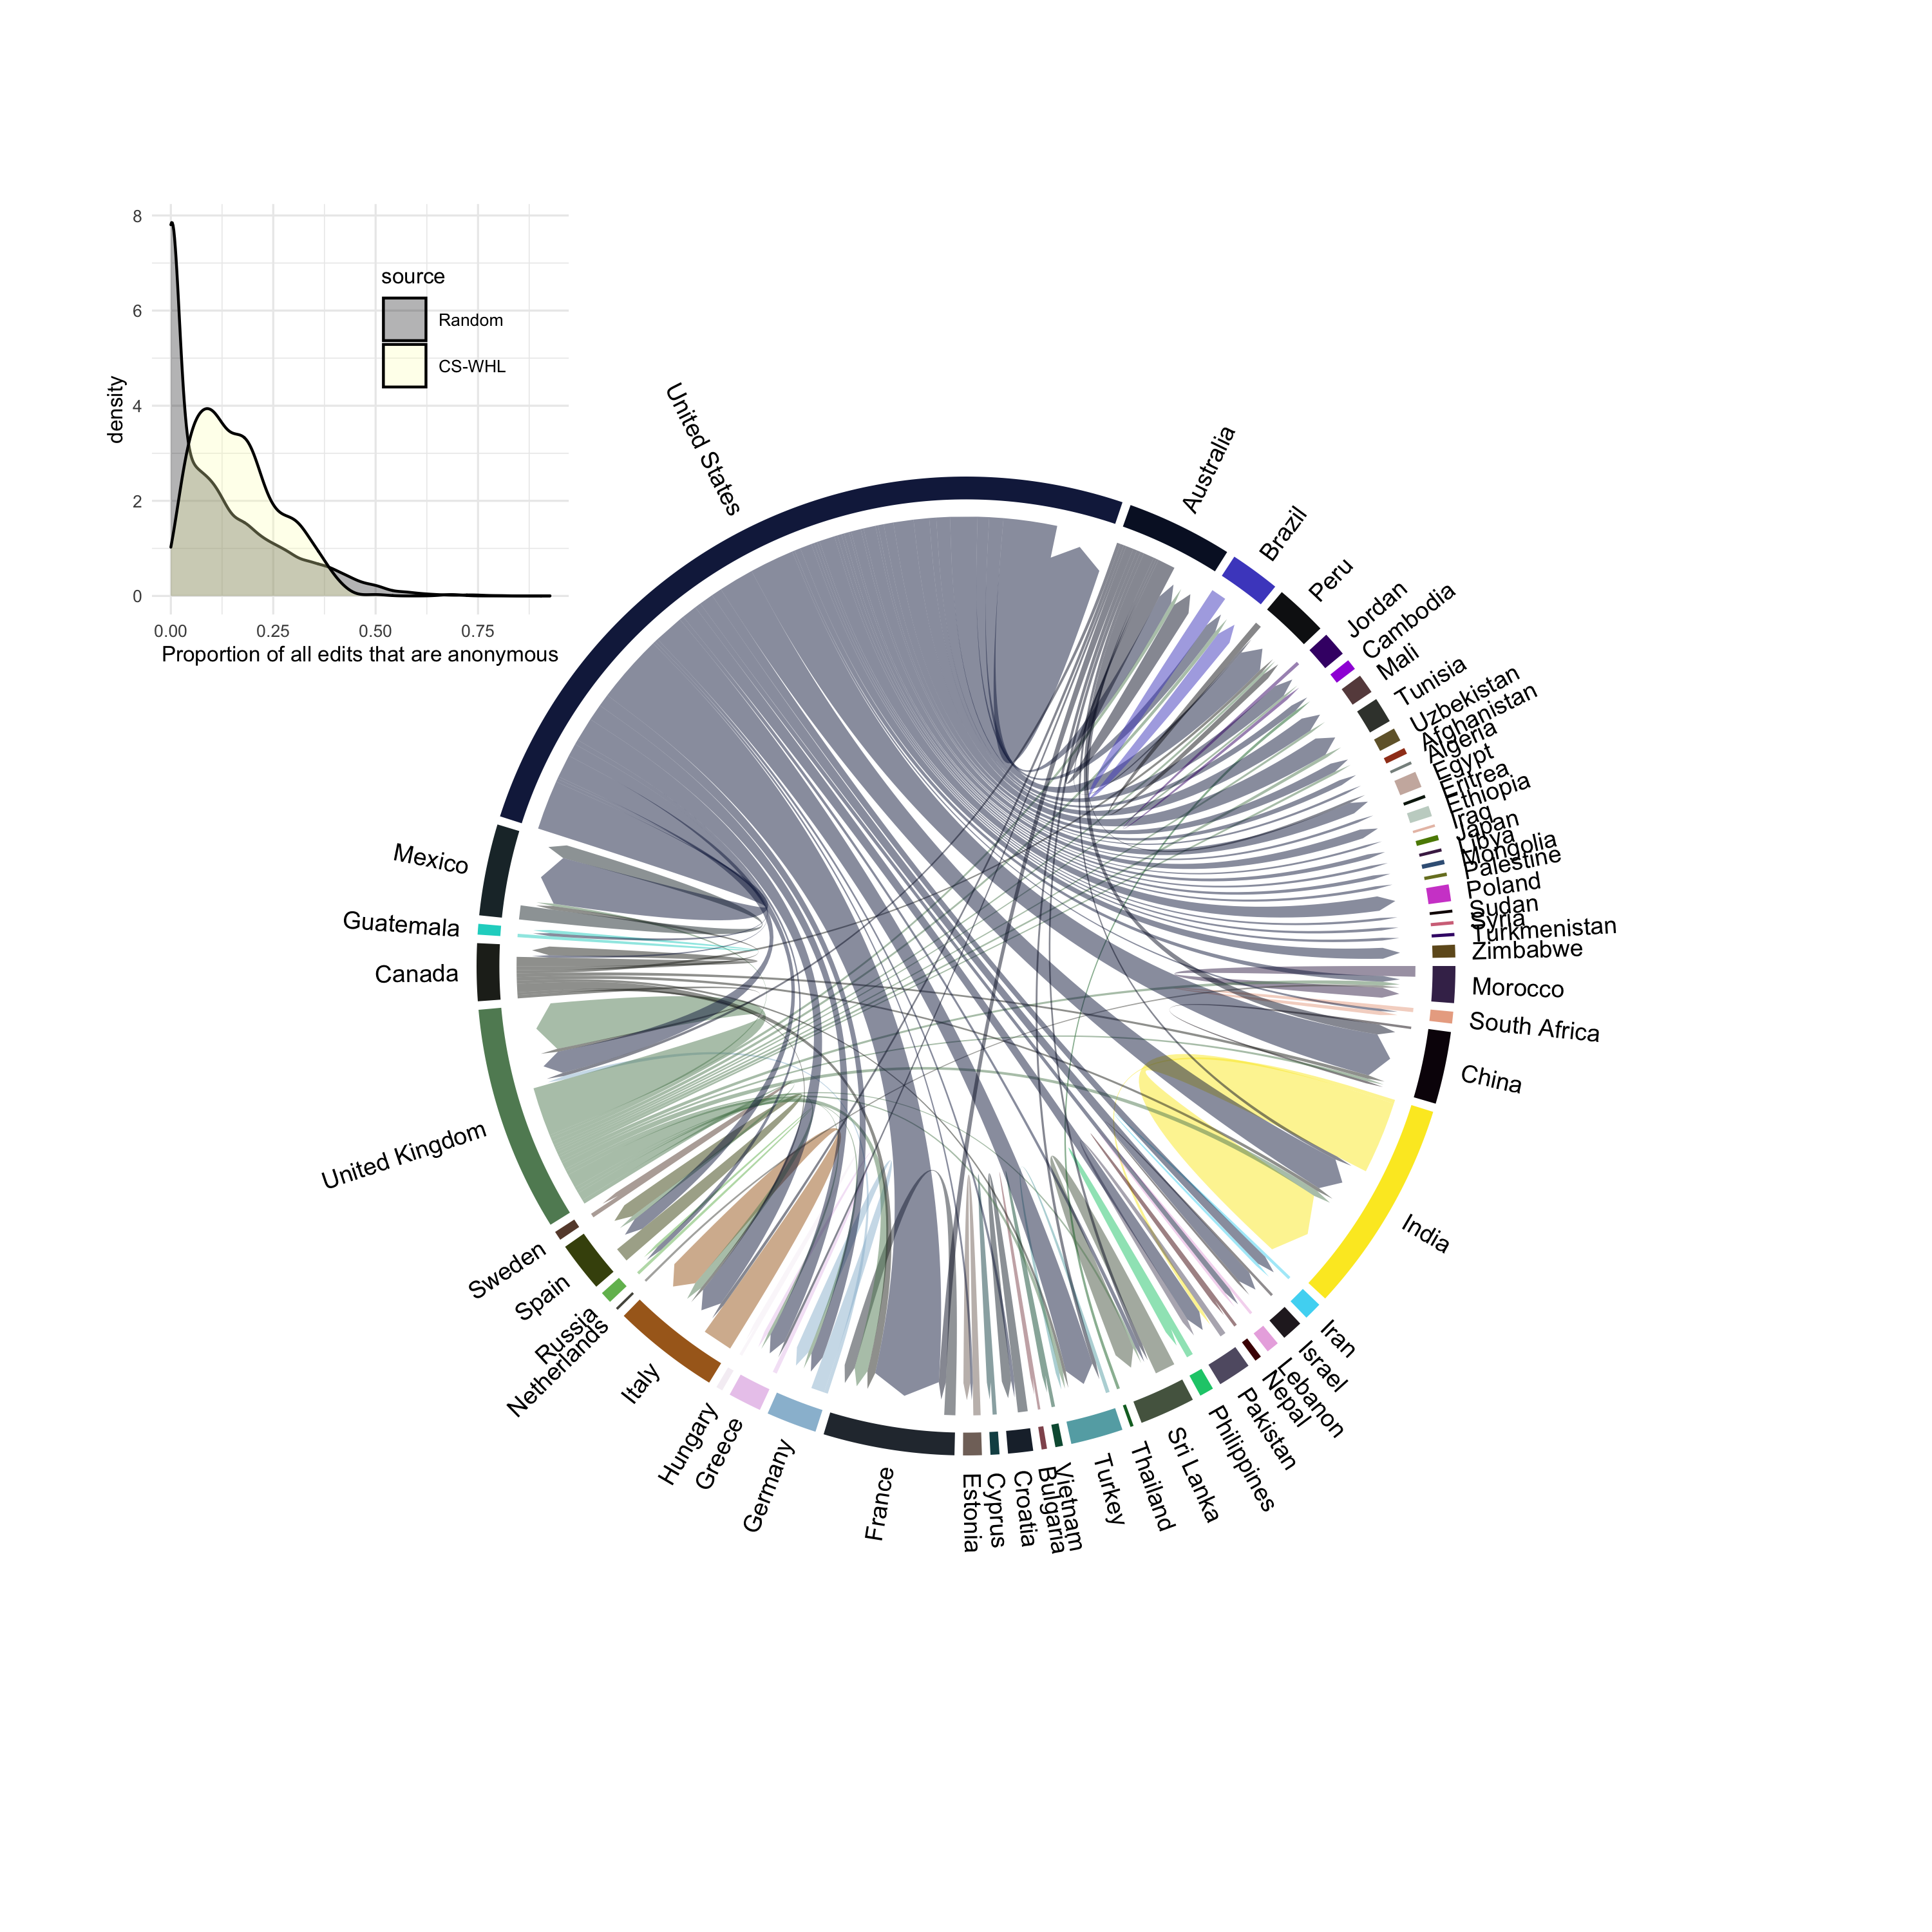 8
6
4
2
0
density
source
Random
CS-WHL
0.00
0.25
0.50
0.75
Proportion of all edits that are anonymous
United States
Australia
Brazil
Peru
Jordan
Cambodia
Mali
Tunisia
Uzbekistan
Afghanistan
Algeria
Egypt
Eritrea
Ethiopia
Iraq
Japan
Libya
Mongolia
Palestine
Poland
Sudan
Syria
Turkmenistan
Zimbabwe
Morocco
South Africa
China
India
Iran
Israel
Lebanon
Nepal
Pakistan
Philippines
Sri Lanka
Thailand
Turkey
Vietnam
Bulgaria
Croatia
Cyprus
Estonia
France
Germany
Greece
Hungary
Italy
Netherlands
Russia
Spain
Sweden
United Kingdom
Canada
Guatemala
Mexico